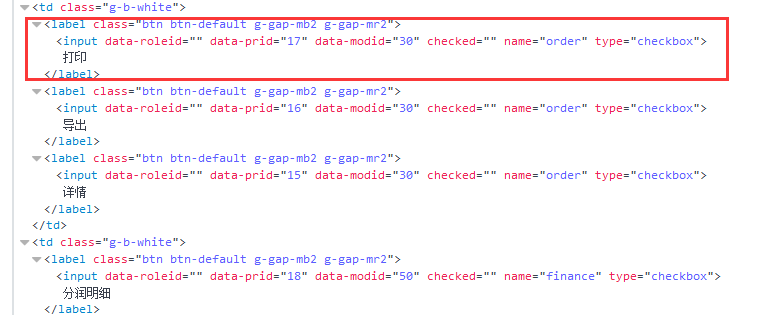 <td class="g-b-white">
<label class="btn btn-default g-gap-mb2 g-gap-mr2">
<input data-roleid="" data-prid="17" data-modid="30" checked="" name="order" type="checkbox">
打印
</label>
<label class="btn btn-default g-gap-mb2 g-gap-mr2">
<input data-roleid="" data-prid="16" data-modid="30" checked="" name="order" type="checkbox">
导出
</label>
<label class="btn btn-default g-gap-mb2 g-gap-mr2">
<input data-roleid="" data-prid="15" data-modid="30" checked="" name="order" type="checkbox">
详情
</label>
</td>
<td class="g-b-white">
<label class="btn btn-default g-gap-mb2 g-gap-mr2">
<input data-roleid="" data-prid="18" data-modid="50" checked="" name="finance" type="checkbox">
分润明细
</label>